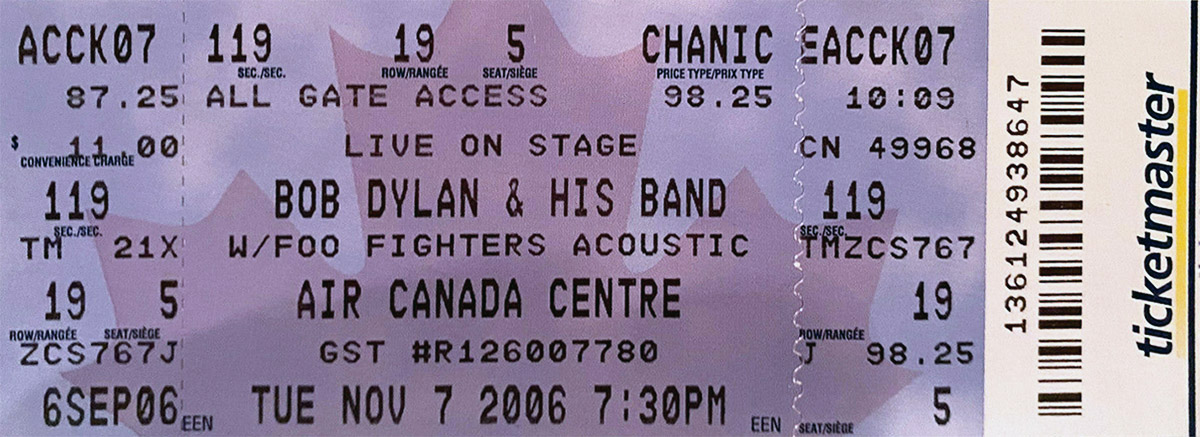 ACCK07 119 19 5 CHANIC EACCK07
SEC./SEC. ROW/RANGÉE SEAT/SIÈGE PRICE TYPE/PRIX TYPE
87.25 ALL GATE ACCESS 98.25 10:09
$ 11.00 LIVE ON STAGE CN 49968
CONVENIENCE CHARGE
119 BOB DYLAN & HIS BAND 119
SEC./SEC. SEC./SEC.
TM 21X W/FOO FIGHTERS ACOUSTIC TMZCS767
19 5 AIR CANADA CENTRE 19
ROW/RANGÉE SEAT/SIÈGE ROW/RANGÉE
ZCS767J GST #R126007780 J 98.25
6SEP06 EEN TUE NOV 7 2006 7:30PM EEN 5
SEAT/SIÈGE
136124938647
ticketmaster